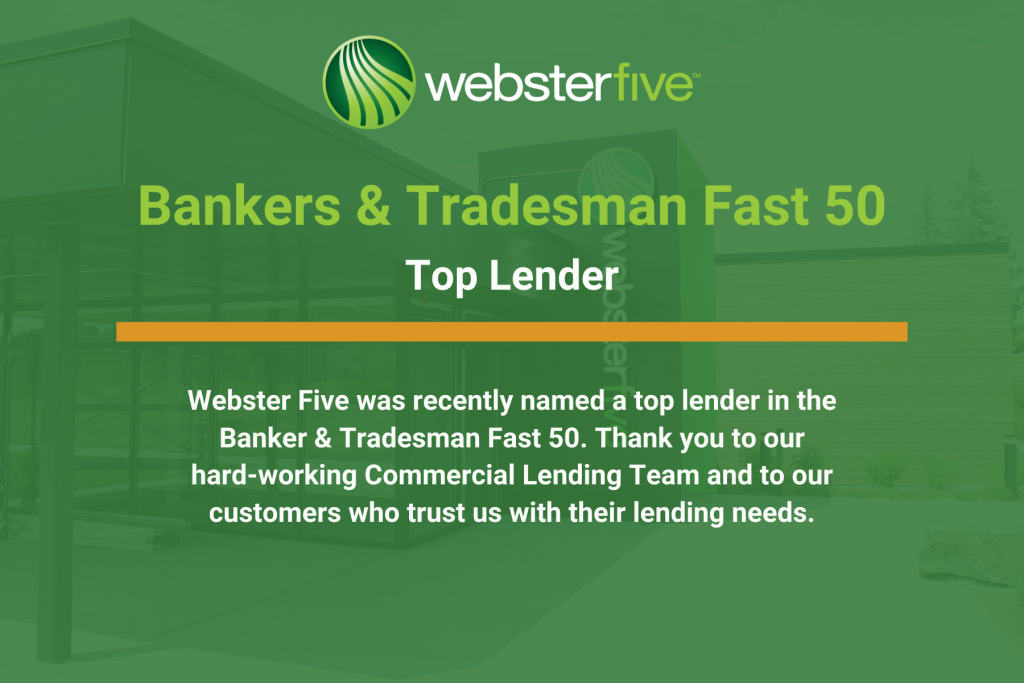 websterfive™
Bankers & Tradesman Fast 50
Top Lender
Webster Five was recently named a top lender in the
Banker & Tradesman Fast 50. Thank you to our
hard-working Commercial Lending Team and to our
customers who trust us with their lending needs.
websterfive